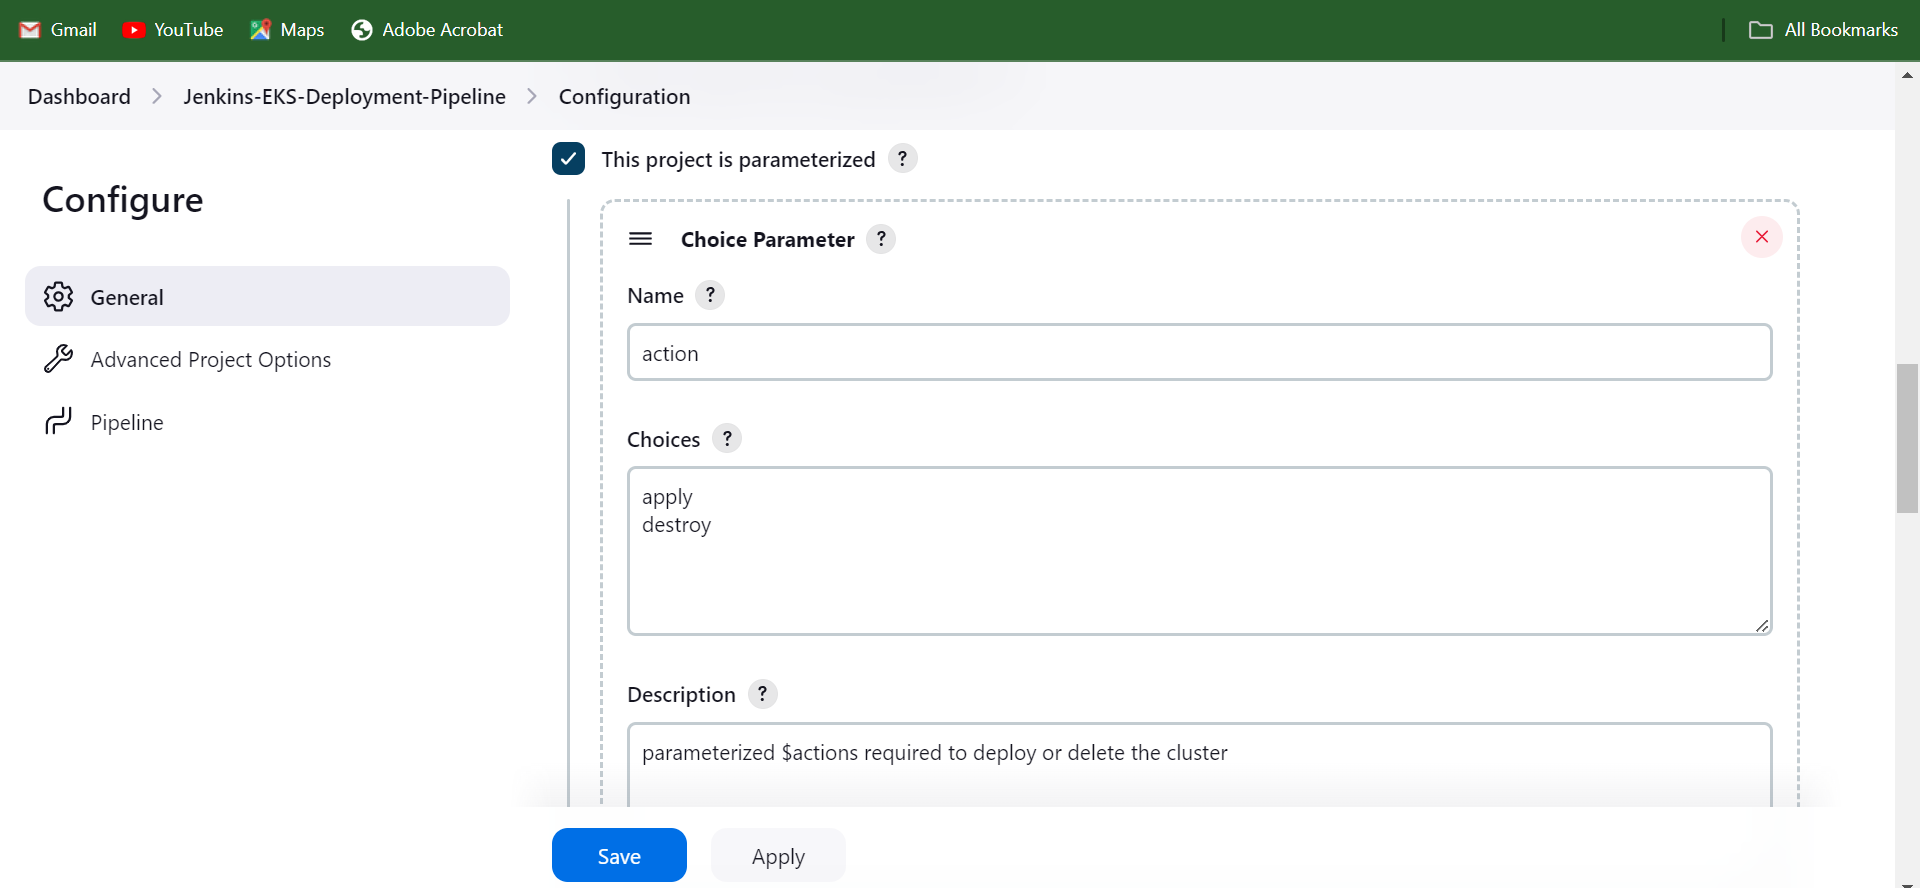 Gmail YouTube Maps Adobe Acrobat All Bookmarks
Dashboard Jenkins-EKS-Deployment-Pipeline Configuration
This project is parameterized ?
Configure
Choice Parameter ?
General
Name ?
action
Advanced Project Options
Pipeline
Choices ?
apply
destroy
Description ?
parameterized $actions required to deploy or delete the cluster
Save Apply